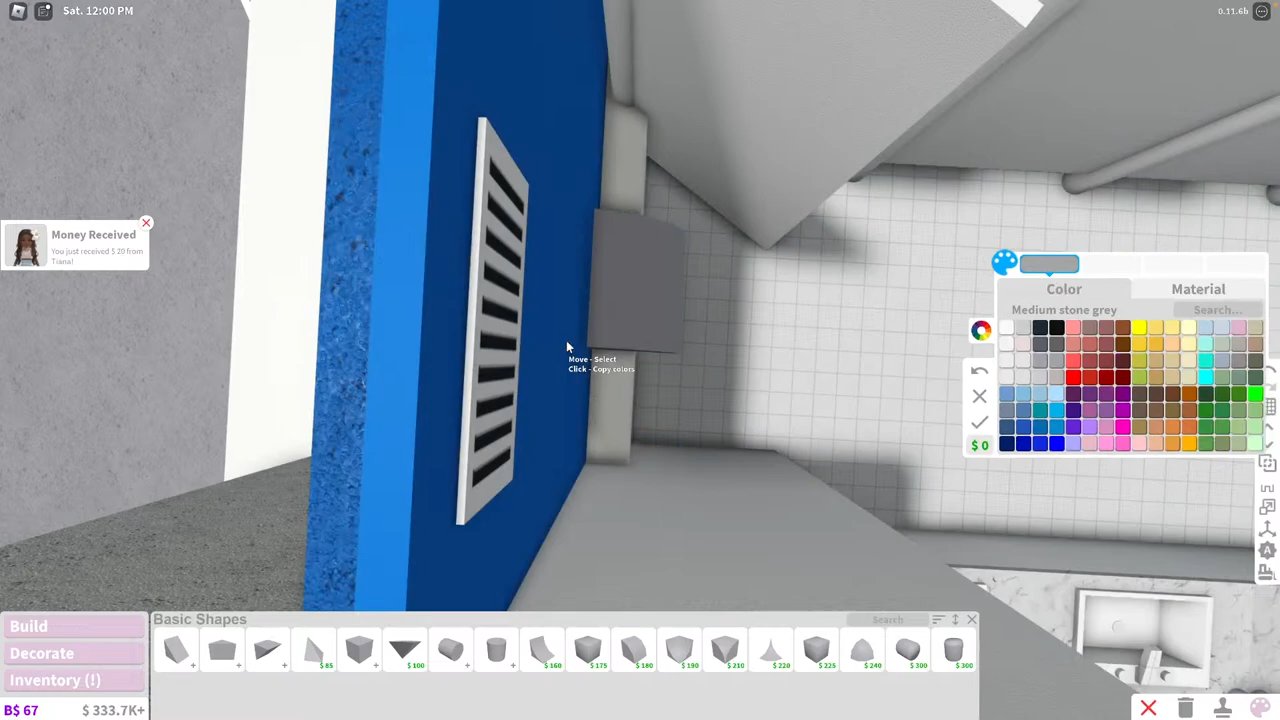 Sat. 12:00 PM
0.11.6b
Money Received
You just received $ 20 from
Tiana!
Move - Select
Click - Copy colors
Color
Material
Medium stone grey
Search...
$ 0
Build
Decorate
Inventory (!)
B$ 67
$ 333.7K+
Basic Shapes
Search
$ 85
$ 100
$ 160
$ 175
$ 180
$ 190
$ 210
$ 220
$ 225
$ 240
$ 300
$ 300